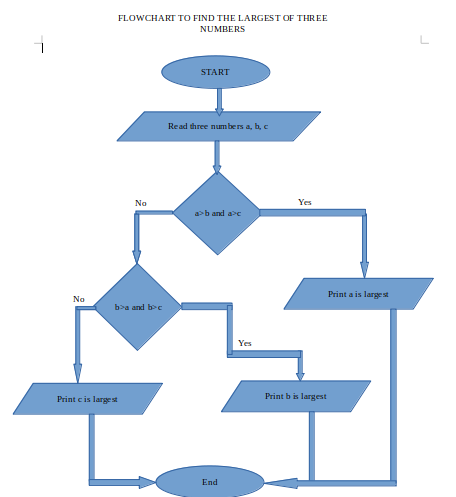 FLOWCHART TO FIND THE LARGEST OF THREE
NUMBERS
START
Read three numbers a, b, c
No
Yes
a>b and a>c
No
b>a and b>c
Print a is largest
Yes
Print c is largest
Print b is largest
End